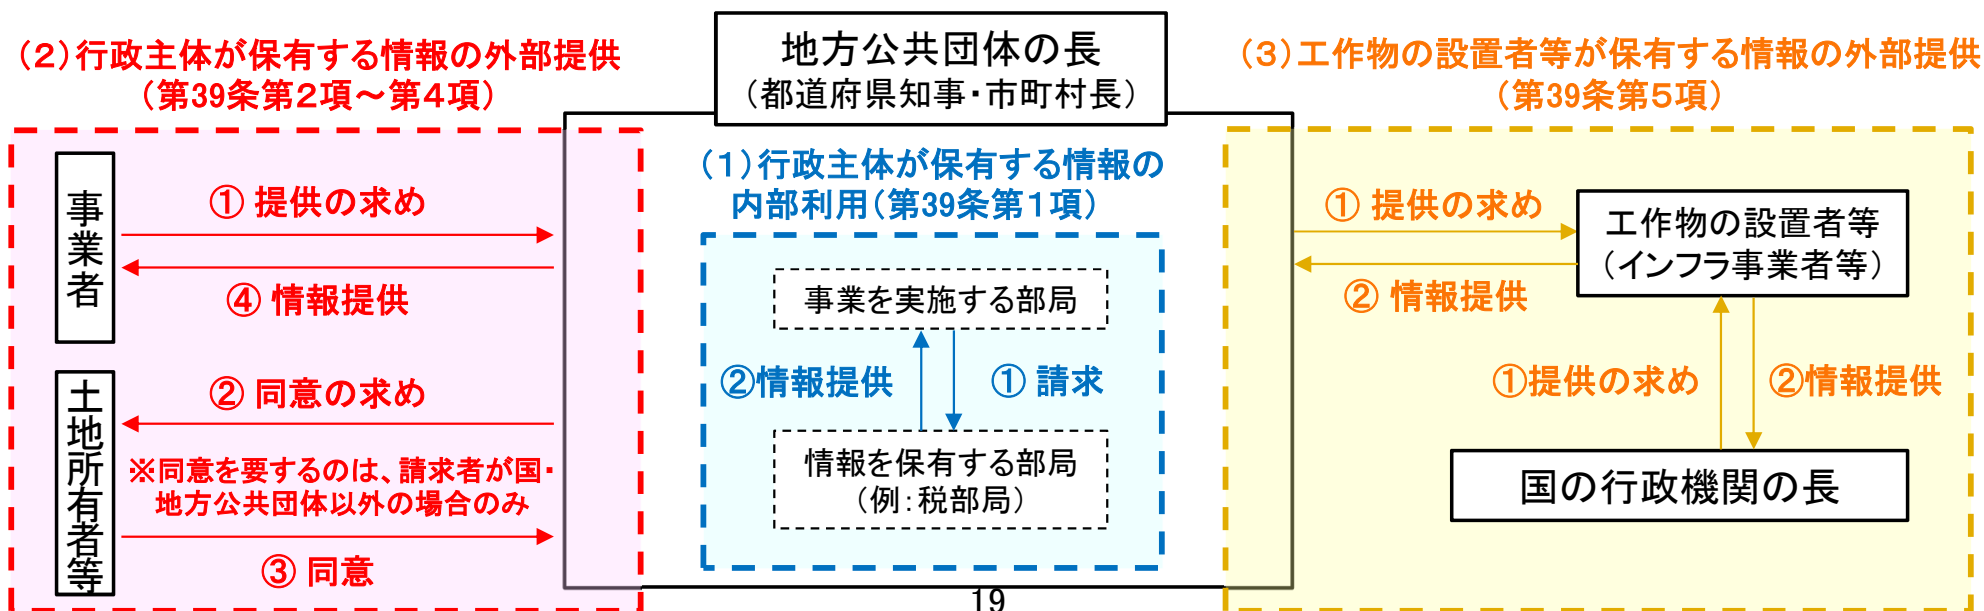 地方公共団体の長
(都道府県知事・市町村長)
(2)行政主体が保有する情報の外部提供
(第39条第2項~第4項)
事業者
① 提供の求め
④ 情報提供
土地所有者等
② 同意の求め
※同意を要するのは、請求者が国・
地方公共団体以外の場合のみ
③ 同意
(1)行政主体が保有する情報の
内部利用(第39条第1項)
事業を実施する部局
②情報提供
① 請求
情報を保有する部局
(例:税部局)
(3)工作物の設置者等が保有する情報の外部提供
(第39条第5項)
① 提供の求め
② 情報提供
工作物の設置者等
(インフラ事業者等)
①提供の求め
②情報提供
国の行政機関の長
19